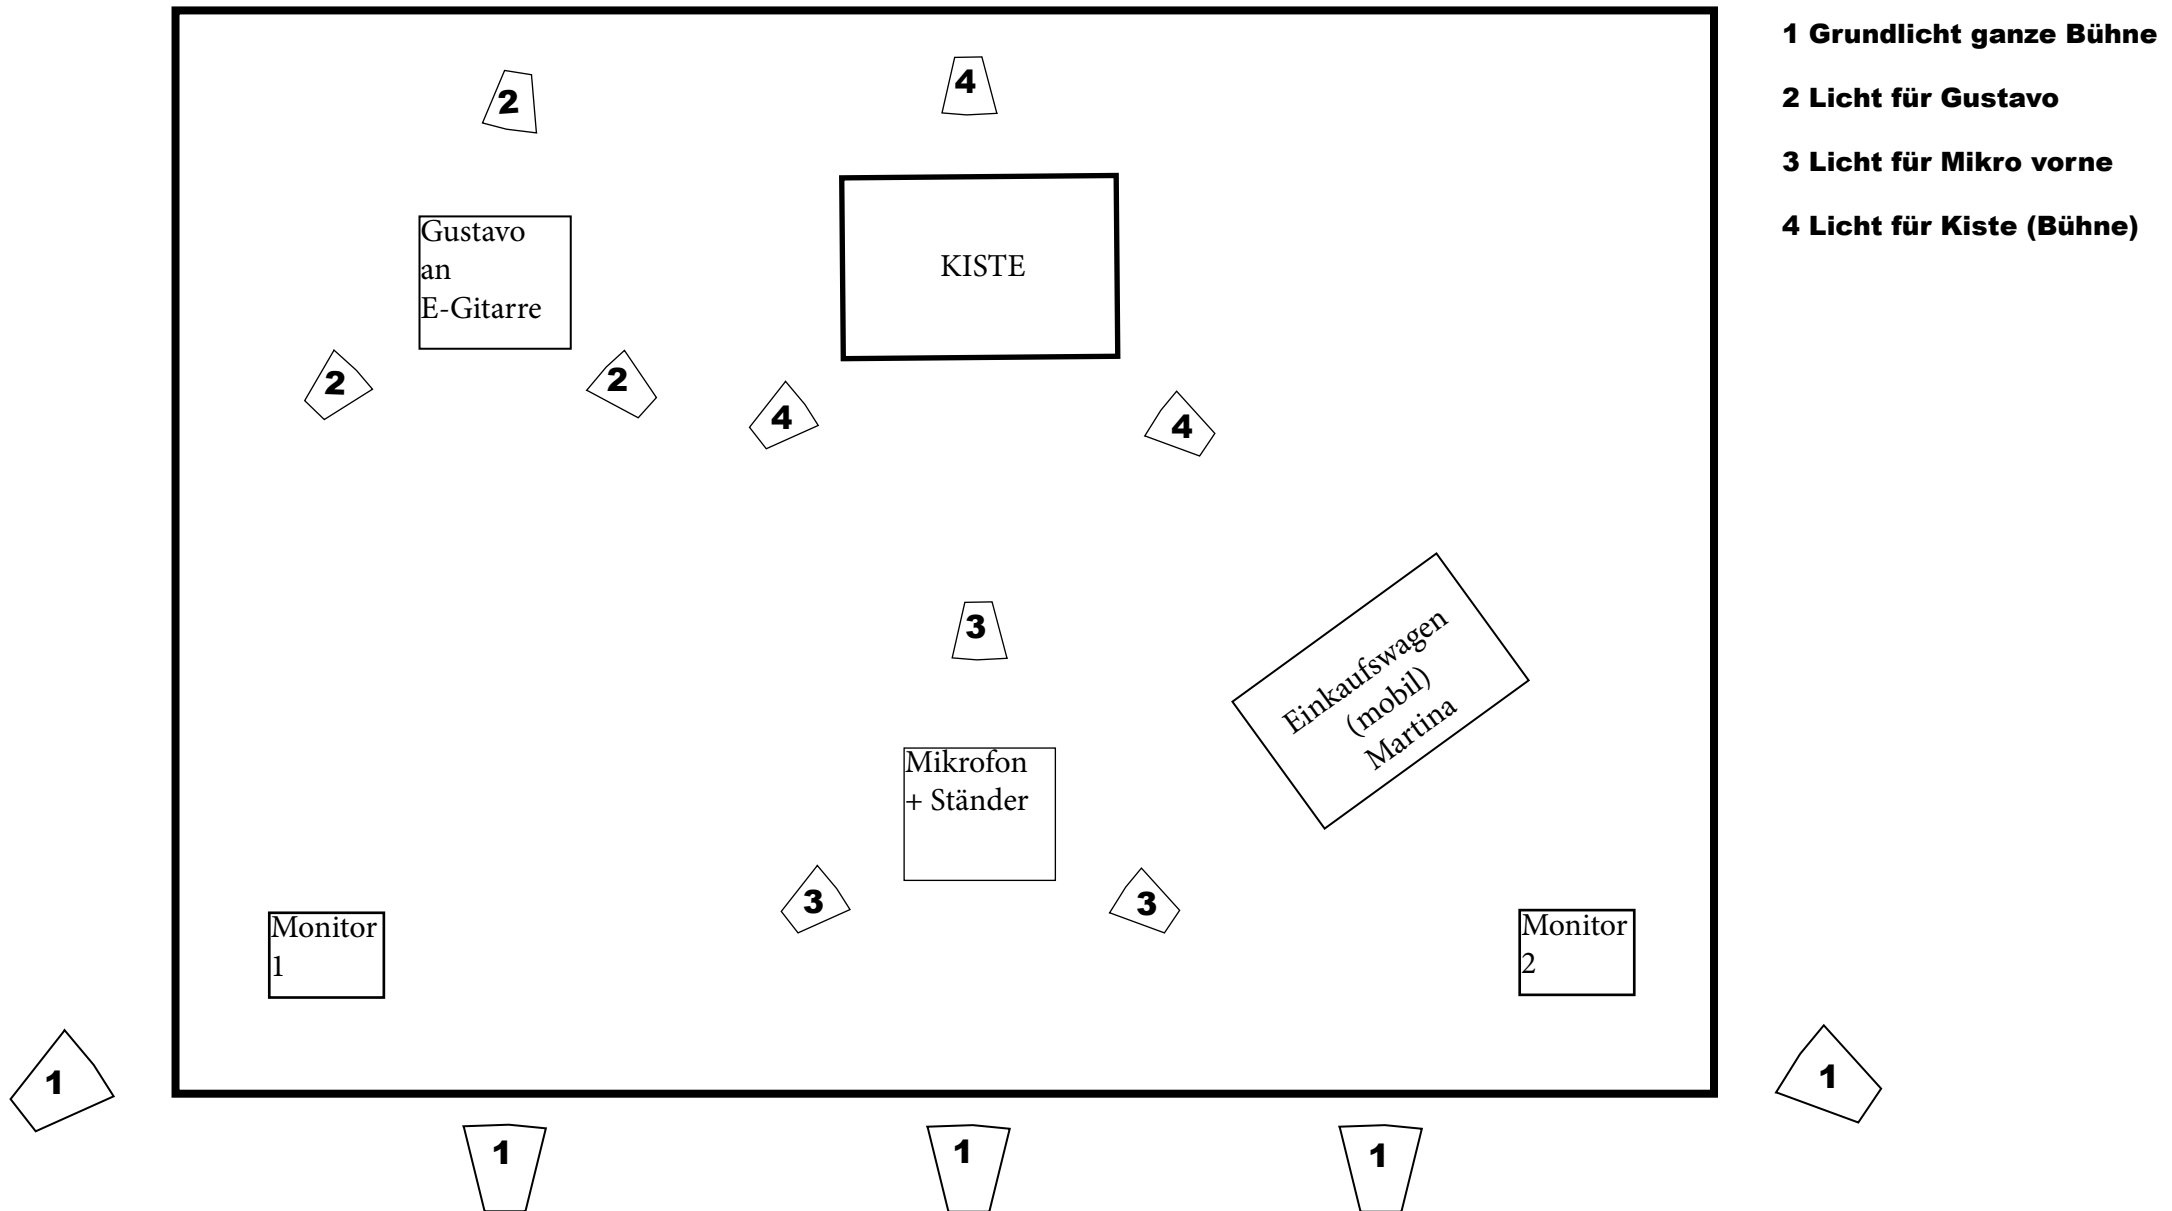 1 Grundlicht ganze Bühne
2 Licht für Gustavo
3 Licht für Mikro vorne
4 Licht für Kiste (Bühne)
2
4
Gustavo
an
E-Gitarre
KISTE
2
2
4
4
3
Einkaufswagen
(mobil)
Martina
Mikrofon
+ Ständer
3
3
Monitor
1
Monitor
2
1
1
1
1
1